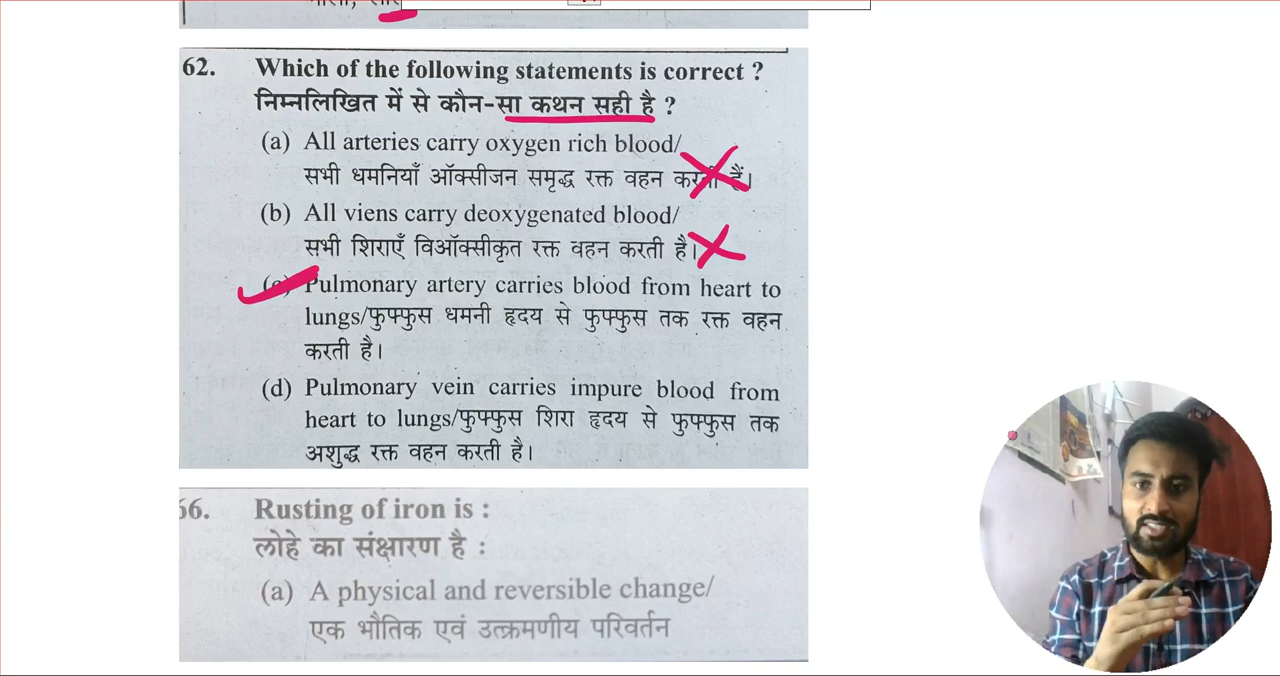 62. Which of the following statements is correct ?
निम्नलिखित में से कौन-सा कथन सही है ?
(a) All arteries carry oxygen rich blood/
सभी धमनियाँ ऑक्सीजन समृद्ध रक्त वहन करती हैं।
(b) All viens carry deoxygenated blood/
सभी शिराएँ विऑक्सीकृत रक्त वहन करती है।
(c) Pulmonary artery carries blood from heart to
lungs/फुफ्फुस धमनी हृदय से फुफ्फुस तक रक्त वहन
करती है।
(d) Pulmonary vein carries impure blood from
heart to lungs/फुफ्फुस शिरा हृदय से फुफ्फुस तक
अशुद्ध रक्त वहन करती है।
66. Rusting of iron is :
लोहे का संक्षारण है :
(a) A physical and reversible change/
एक भौतिक एवं उत्क्रमणीय परिवर्तन